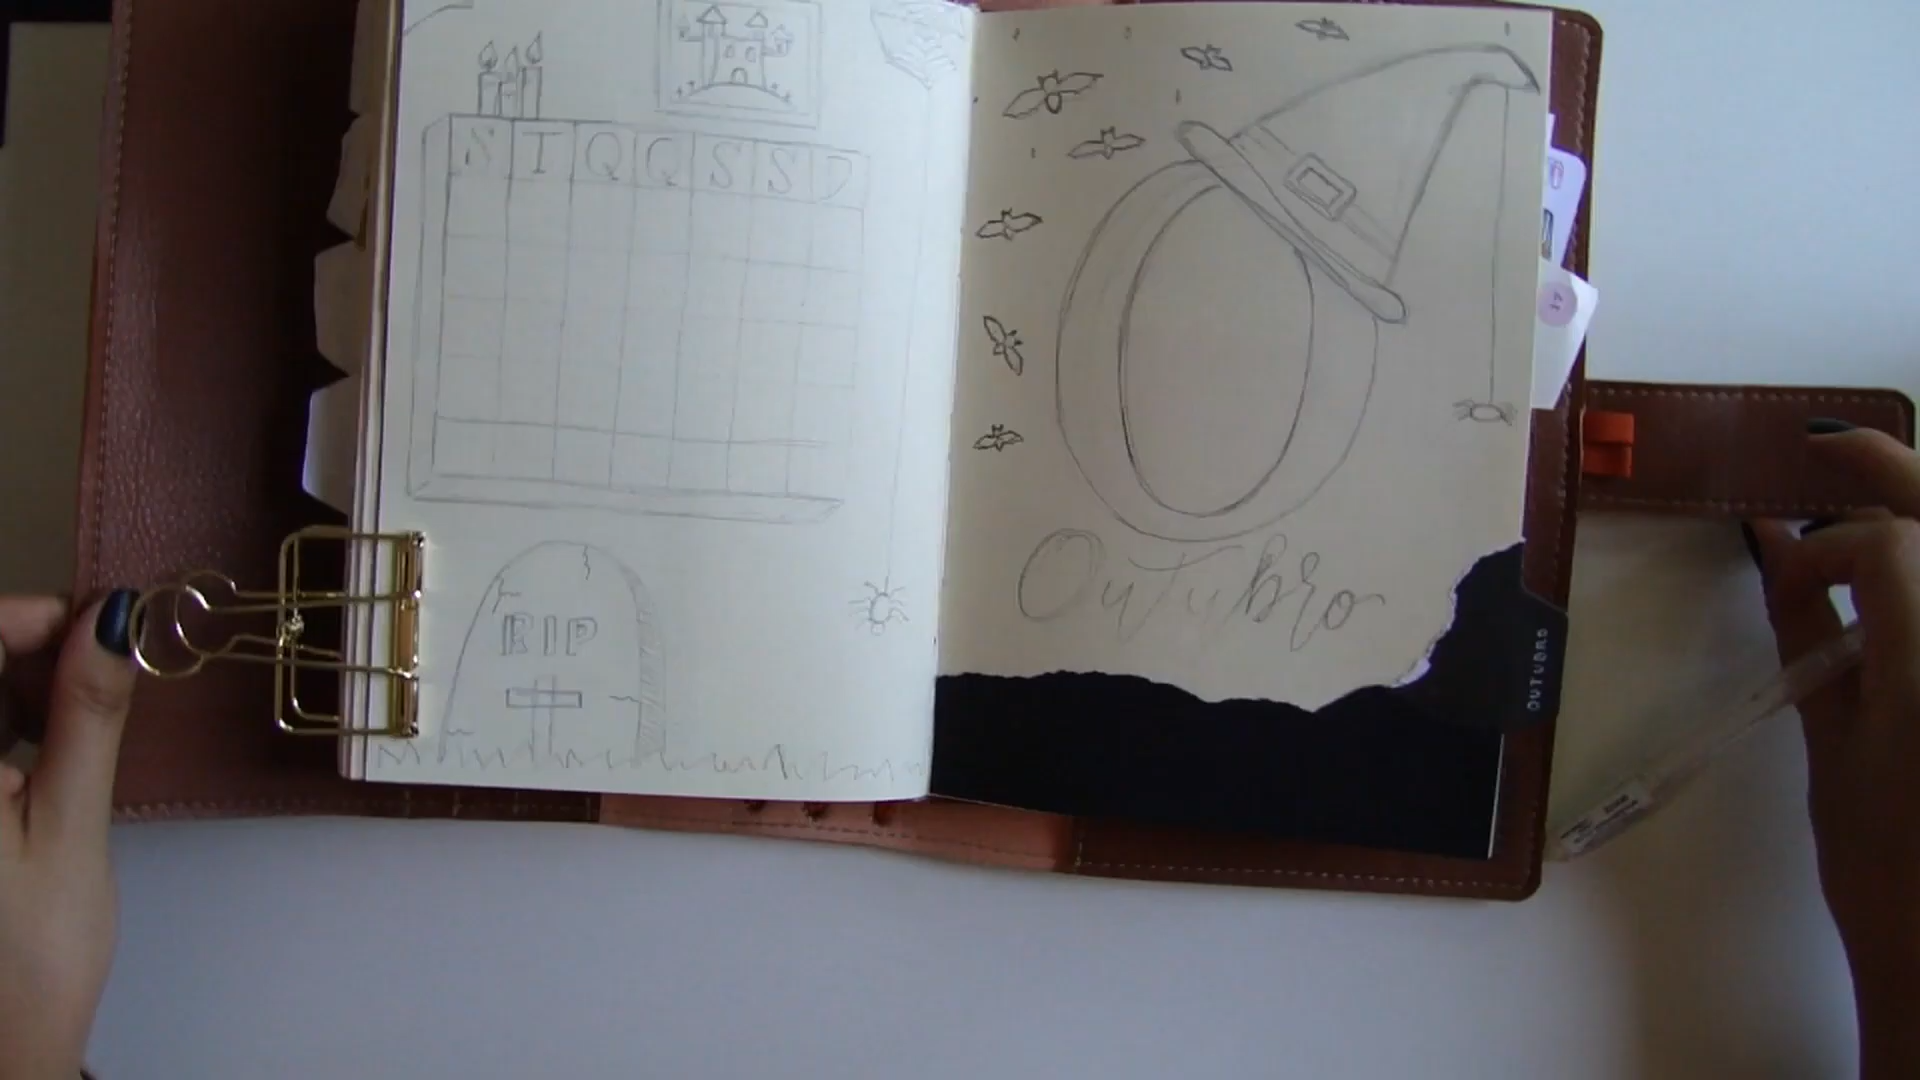 S T Q Q S S D
RIP
O
Outubro
OUTUBRO